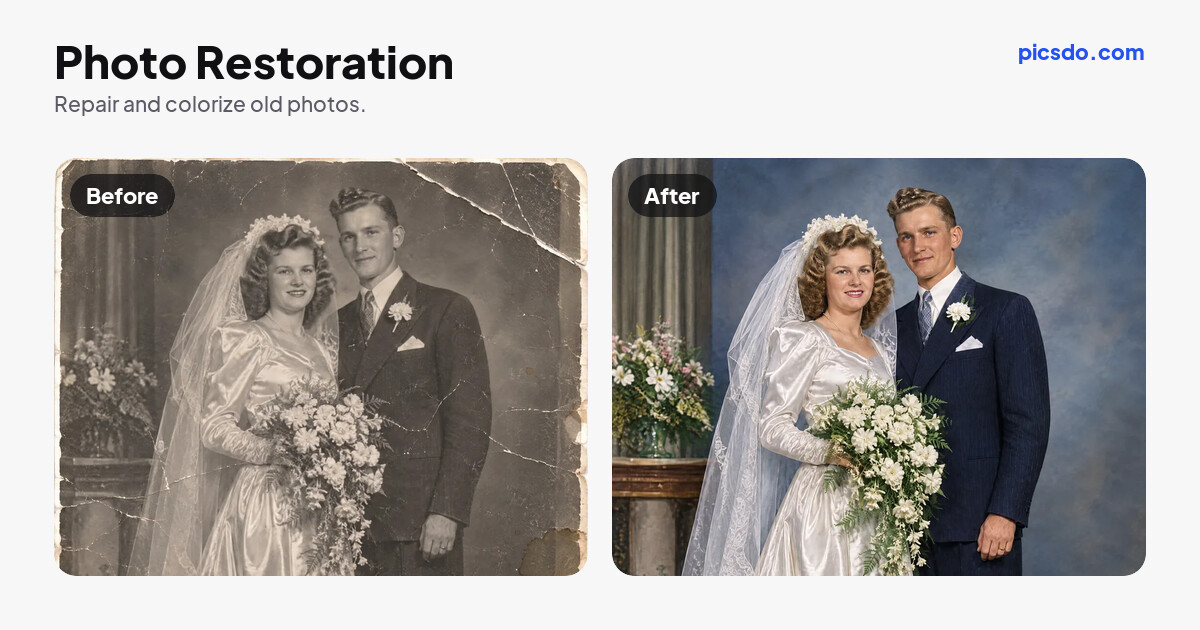 Photo Restoration
picsdo.com
Repair and colorize old photos.
Before
After